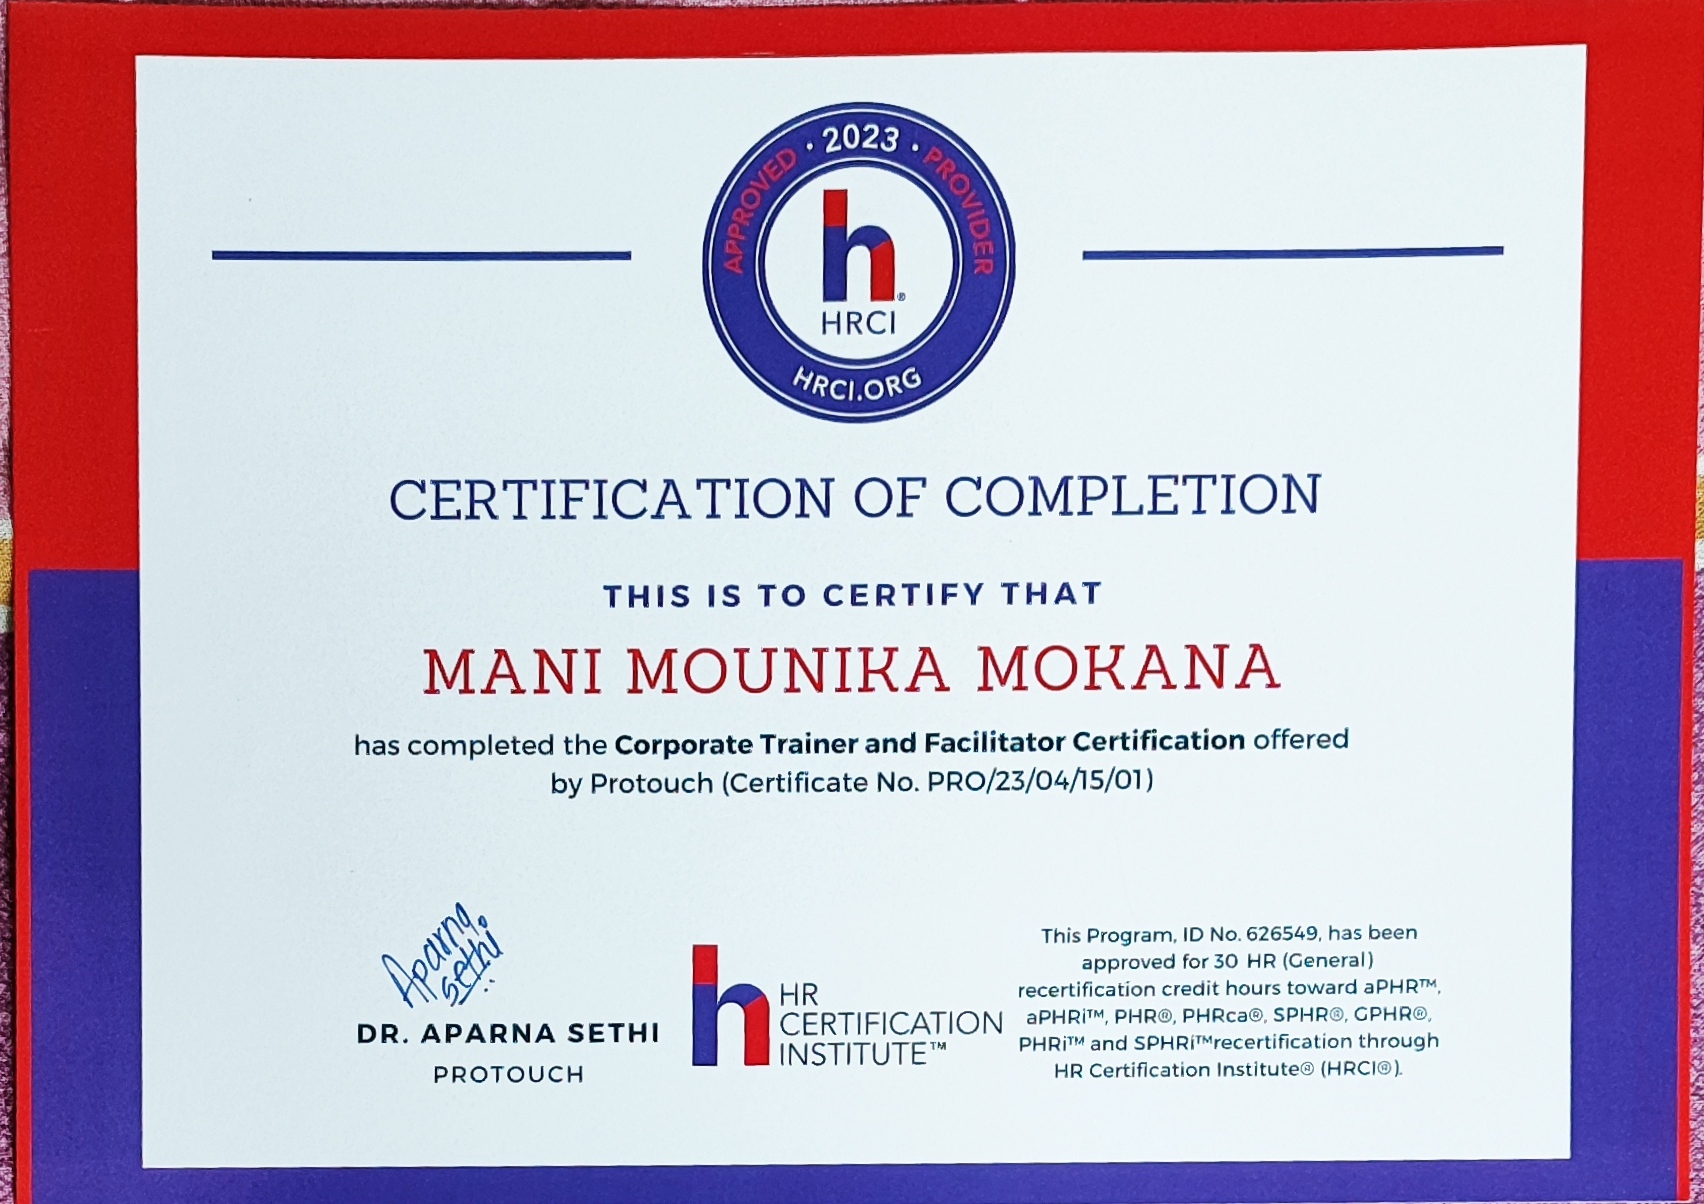 APPROVED · 2023 · PROVIDER
h®
HRCI
HRCI.ORG
CERTIFICATION OF COMPLETION
THIS IS TO CERTIFY THAT
MANI MOUNIKA MOKANA
has completed the Corporate Trainer and Facilitator Certification offered
by Protouch (Certificate No. PRO/23/04/15/01)
Aparna
Sethi
DR. APARNA SETHI
PROTOUCH
h HR
CERTIFICATION
INSTITUTE™
This Program, ID No. 626549, has been
approved for 30 HR (General)
recertification credit hours toward aPHR™,
aPHRi™, PHR®, PHRca®, SPHR®, GPHR®,
PHRi™ and SPHRi™recertification through
HR Certification Institute® (HRCI®).